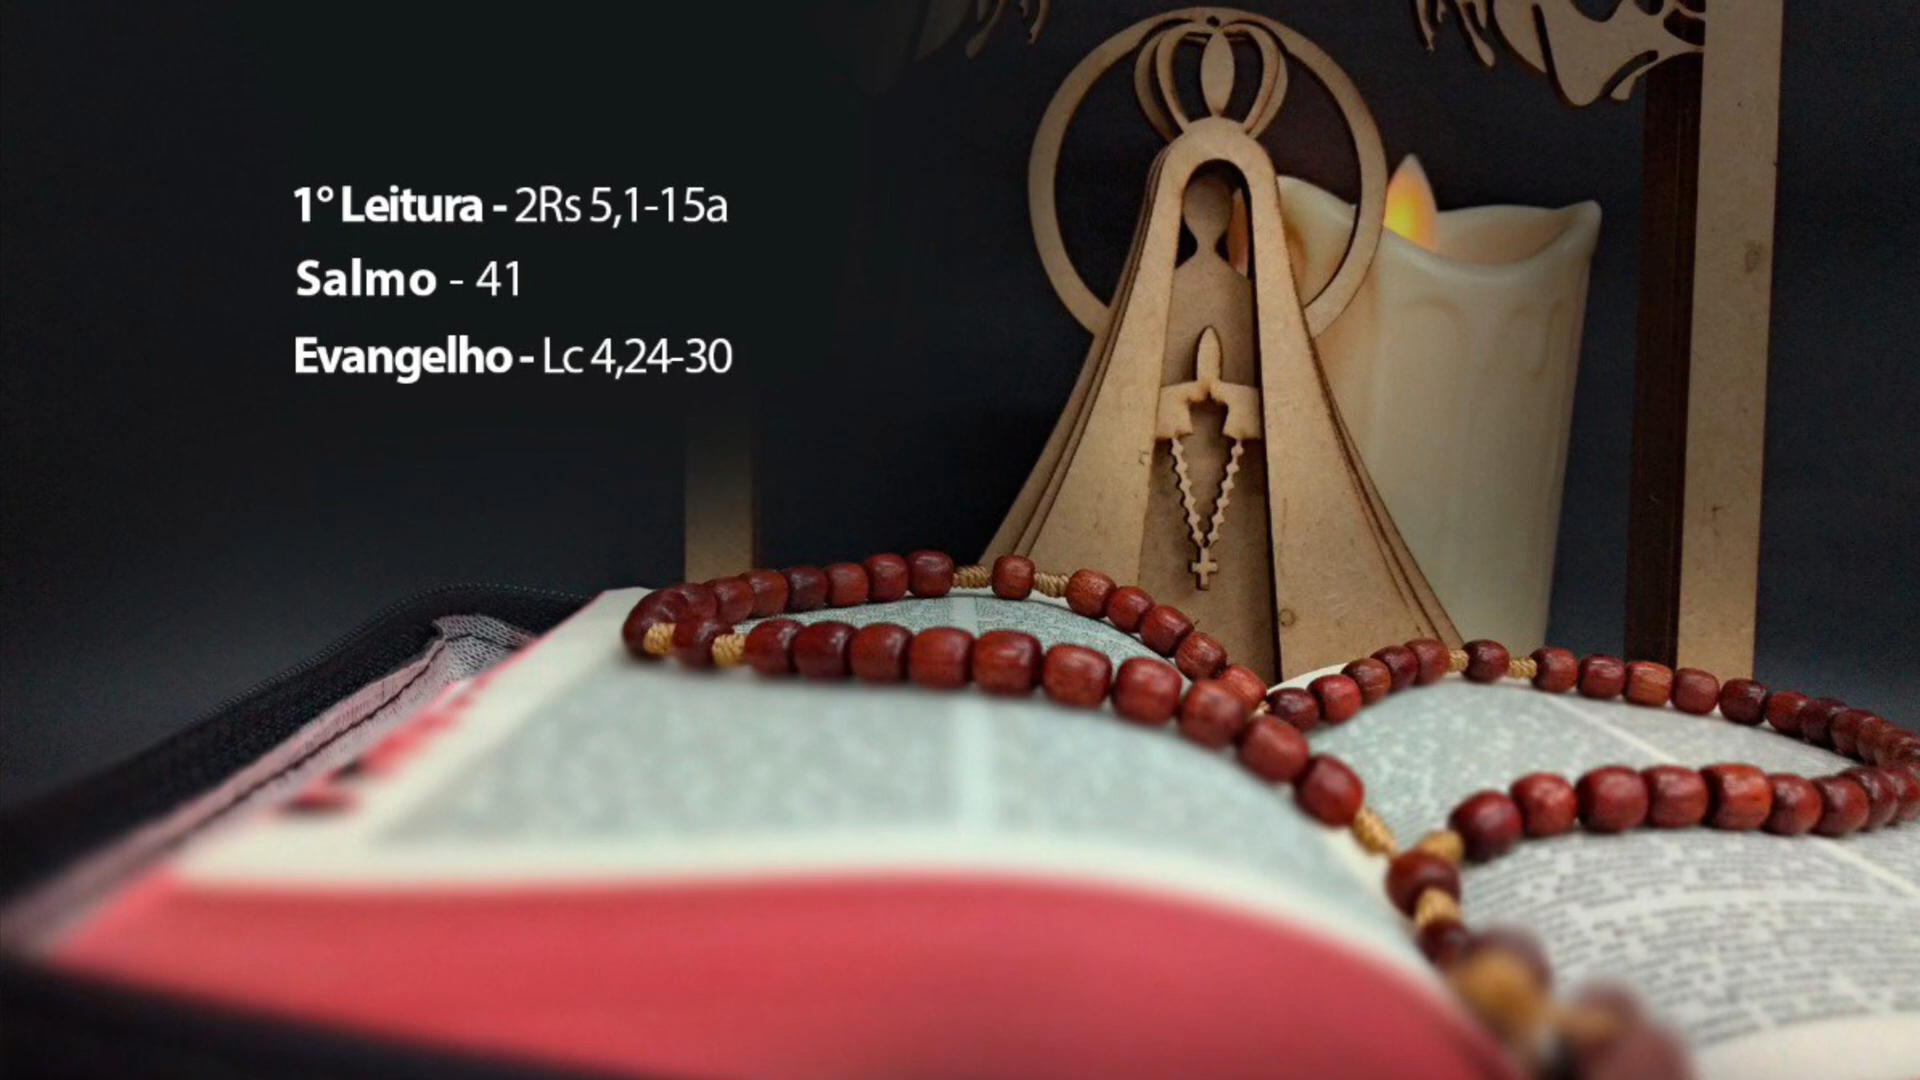 1° Leitura - 2Rs 5,1-15a
Salmo - 41
Evangelho - Lc 4,24-30